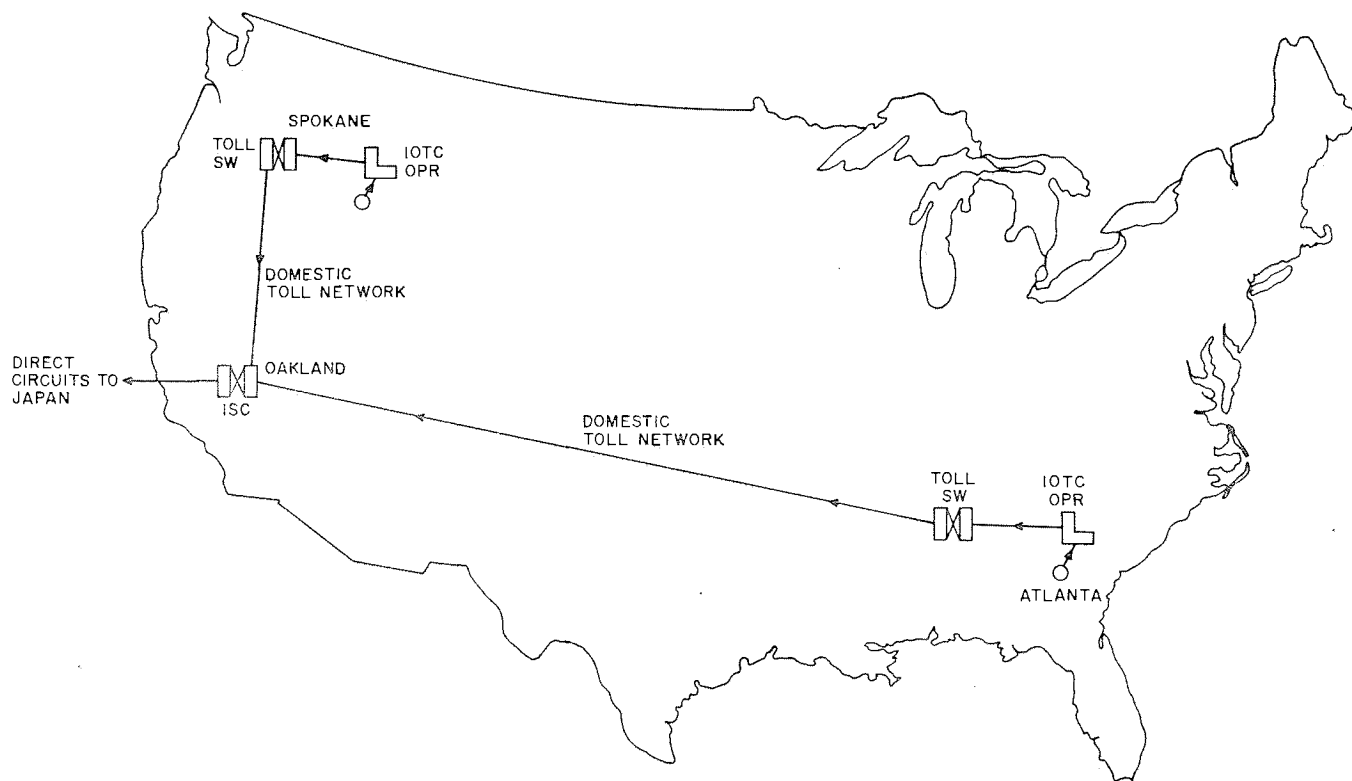 SPOKANE
TOLL
SW
IOTC
OPR
DOMESTIC
TOLL NETWORK
DIRECT
CIRCUITS TO
JAPAN
OAKLAND
ISC
DOMESTIC
TOLL NETWORK
TOLL
SW
IOTC
OPR
ATLANTA